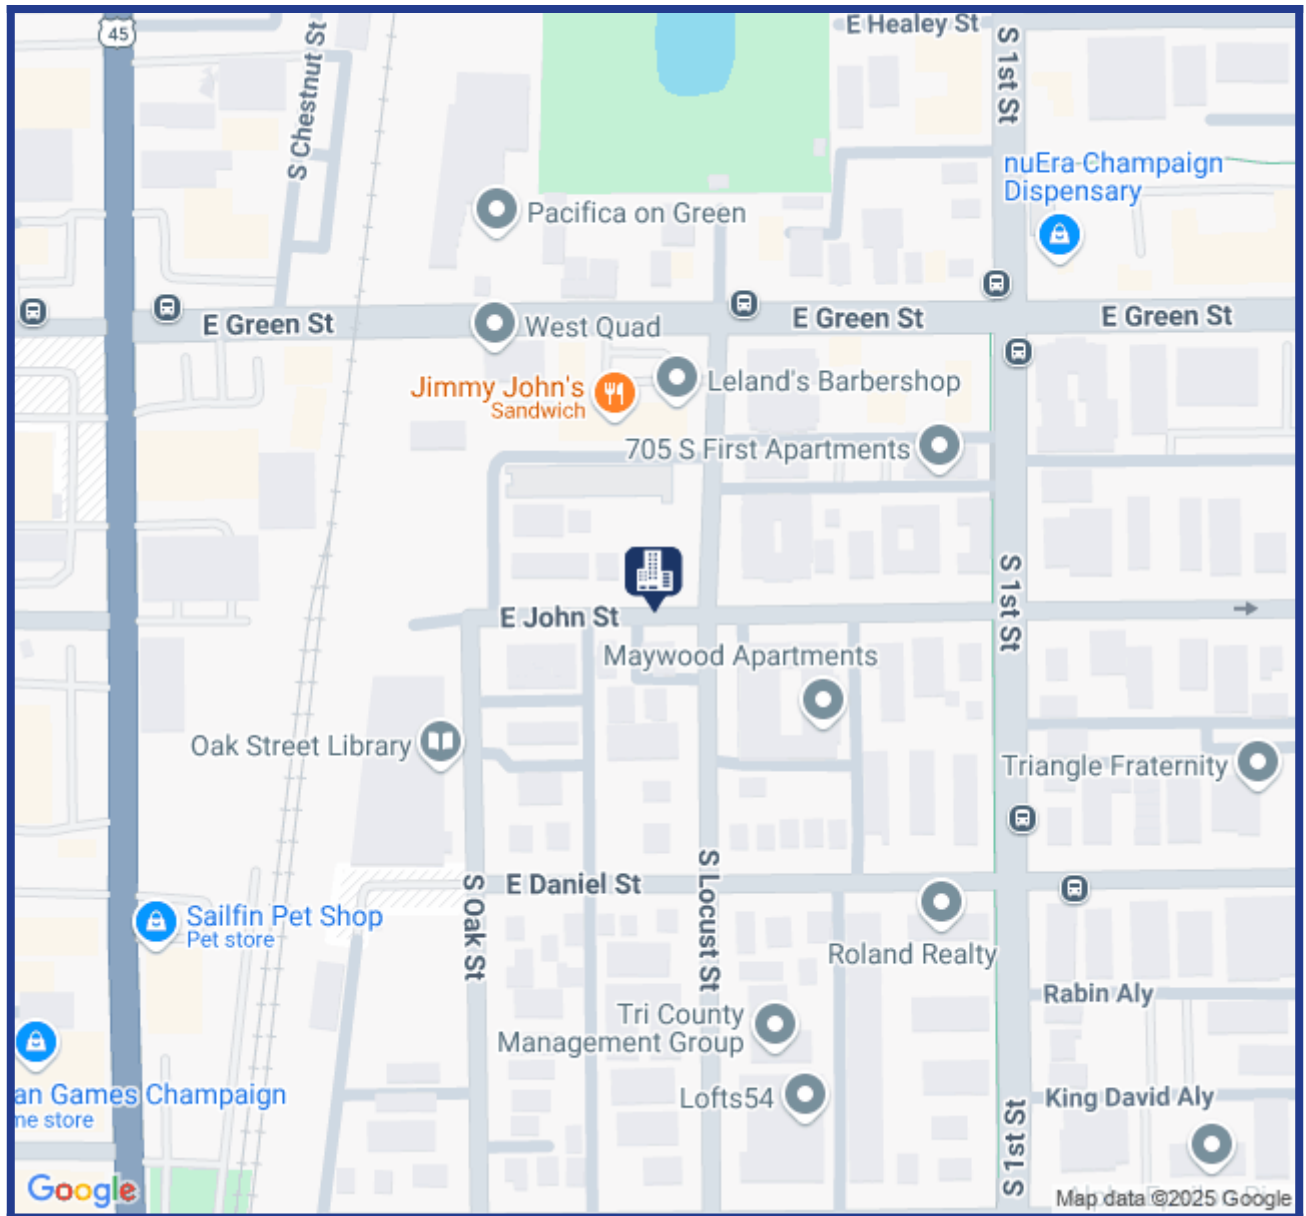 45
E Healey St
S Chestnut St
S 1st St
nuEra Champaign
Dispensary
Pacifica on Green
E Green St
West Quad
E Green St
E Green St
Jimmy John's
Sandwich
Leland's Barbershop
705 S First Apartments
E John St
S 1st St
Maywood Apartments
Oak Street Library
Triangle Fraternity
S Oak St
E Daniel St
S Locust St
Sailfin Pet Shop
Pet store
Roland Realty
Rabin Aly
Tri County
Management Group
an Games Champaign
ne store
Lofts54
King David Aly
S 1st St
Google
Map data ©2025 Google